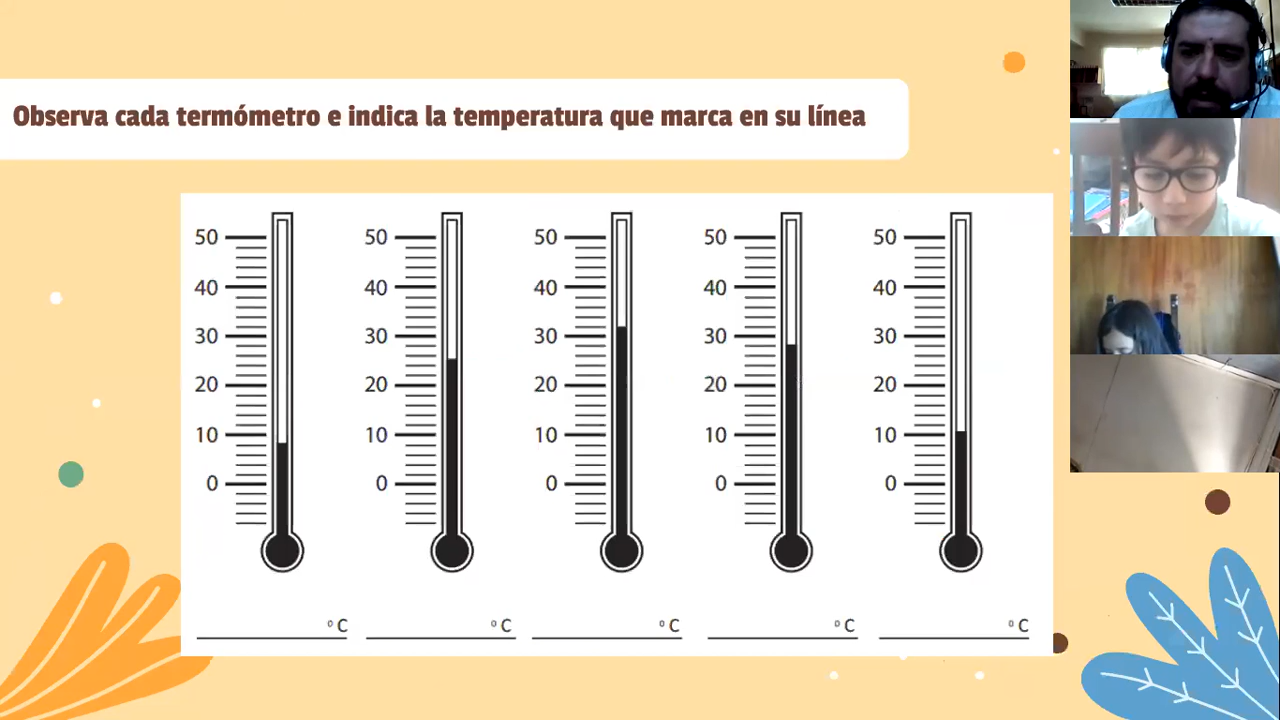 Observa cada termómetro e indica la temperatura que marca en su línea
50 50 50 50 50
40 40 40 40 40
30 30 30 30 30
20 20 20 20 20
10 10 10 10 10
0 0 0 0 0
º C º C º C º C º C